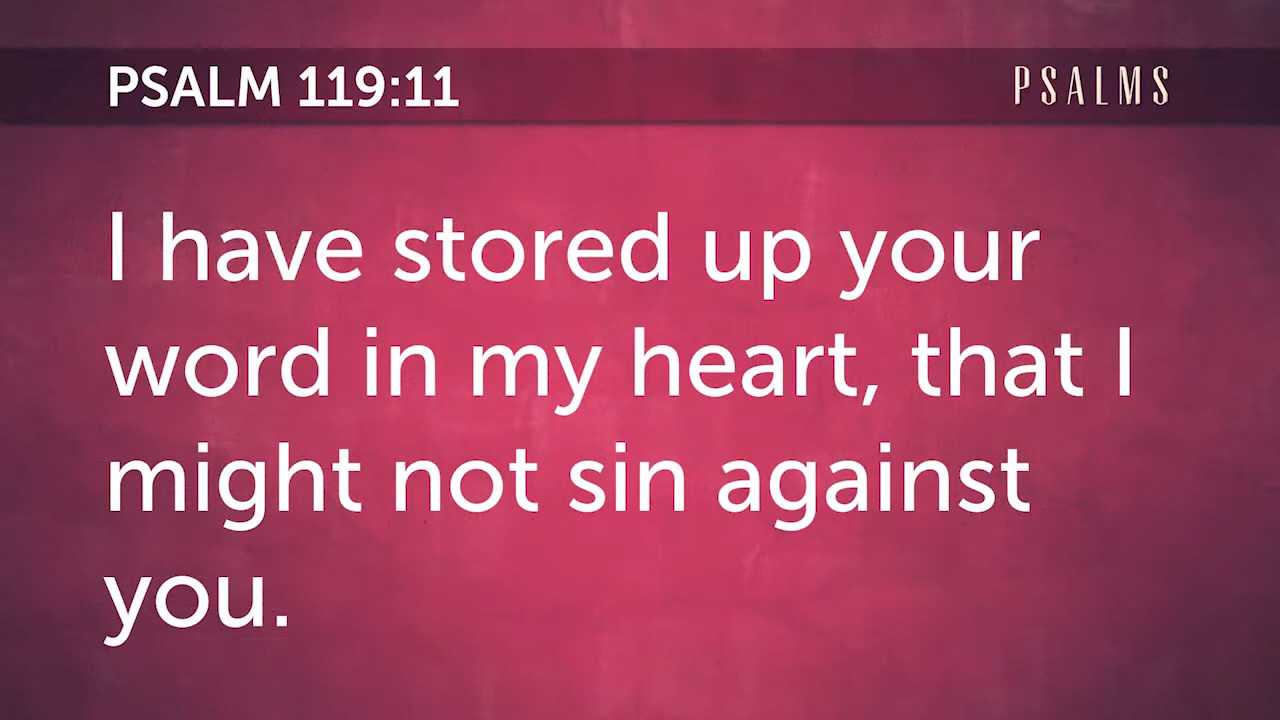 PSALM 119:11
PSALMS
I have stored up your
word in my heart, that I
might not sin against
you.